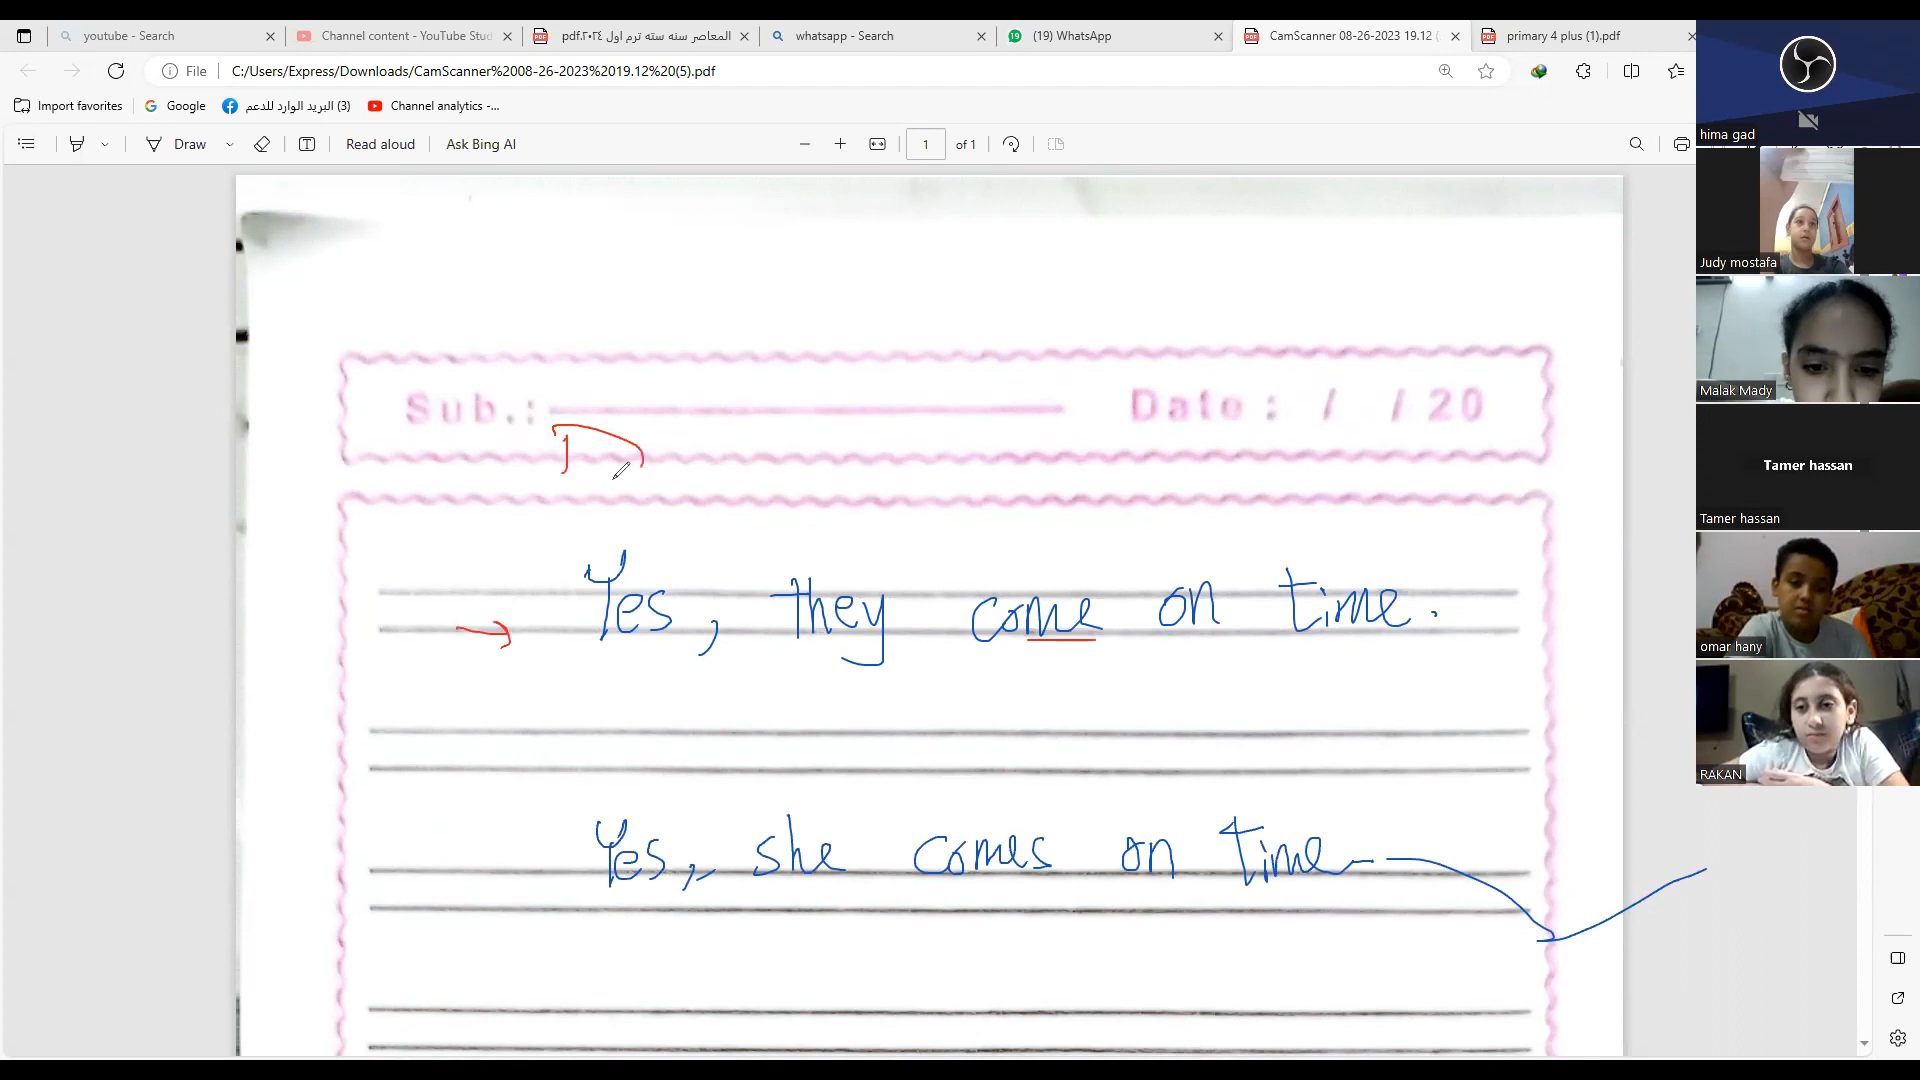 youtube - Search
Channel content - YouTube Stud
المعاصر سنه سته ترم اول ٢٠٢٤.pdf
whatsapp - Search
(19) WhatsApp
CamScanner 08-26-2023 19.12 (
primary 4 plus (1).pdf
File
C:/Users/Express/Downloads/CamScanner%2008-26-2023%2019.12%20(5).pdf
Import favorites
Google
(3) البريد الوارد للدعم
Channel analytics -...
Draw
Read aloud
Ask Bing AI
1
of 1
Sub.:
Date: / /20
Yes, they come on time.
Yes, she comes on time
hima gad
Judy mostafa
Malak Mady
Tamer hassan
Tamer hassan
omar hany
RAKAN